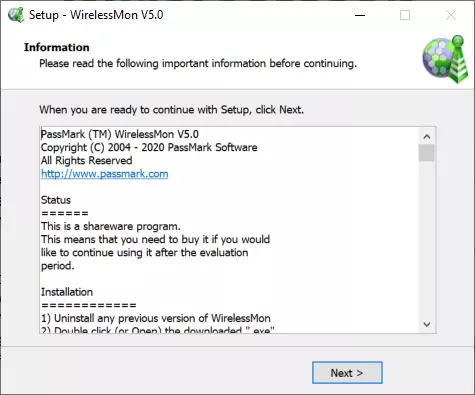 Setup - WirelessMon V5.0
Information
Please read the following important information before continuing.
When you are ready to continue with Setup, click Next.
PassMark (TM) WirelessMon V5.0
Copyright (C) 2004 - 2020 PassMark Software
All Rights Reserved
http://www.passmark.com
Status
======
This is a shareware program.
This means that you need to buy it if you would
like to continue using it after the evaluation
period.
Installation
============
1) Uninstall any previous version of WirelessMon
2) Double click (or Open) the downloaded ".exe"
Next >